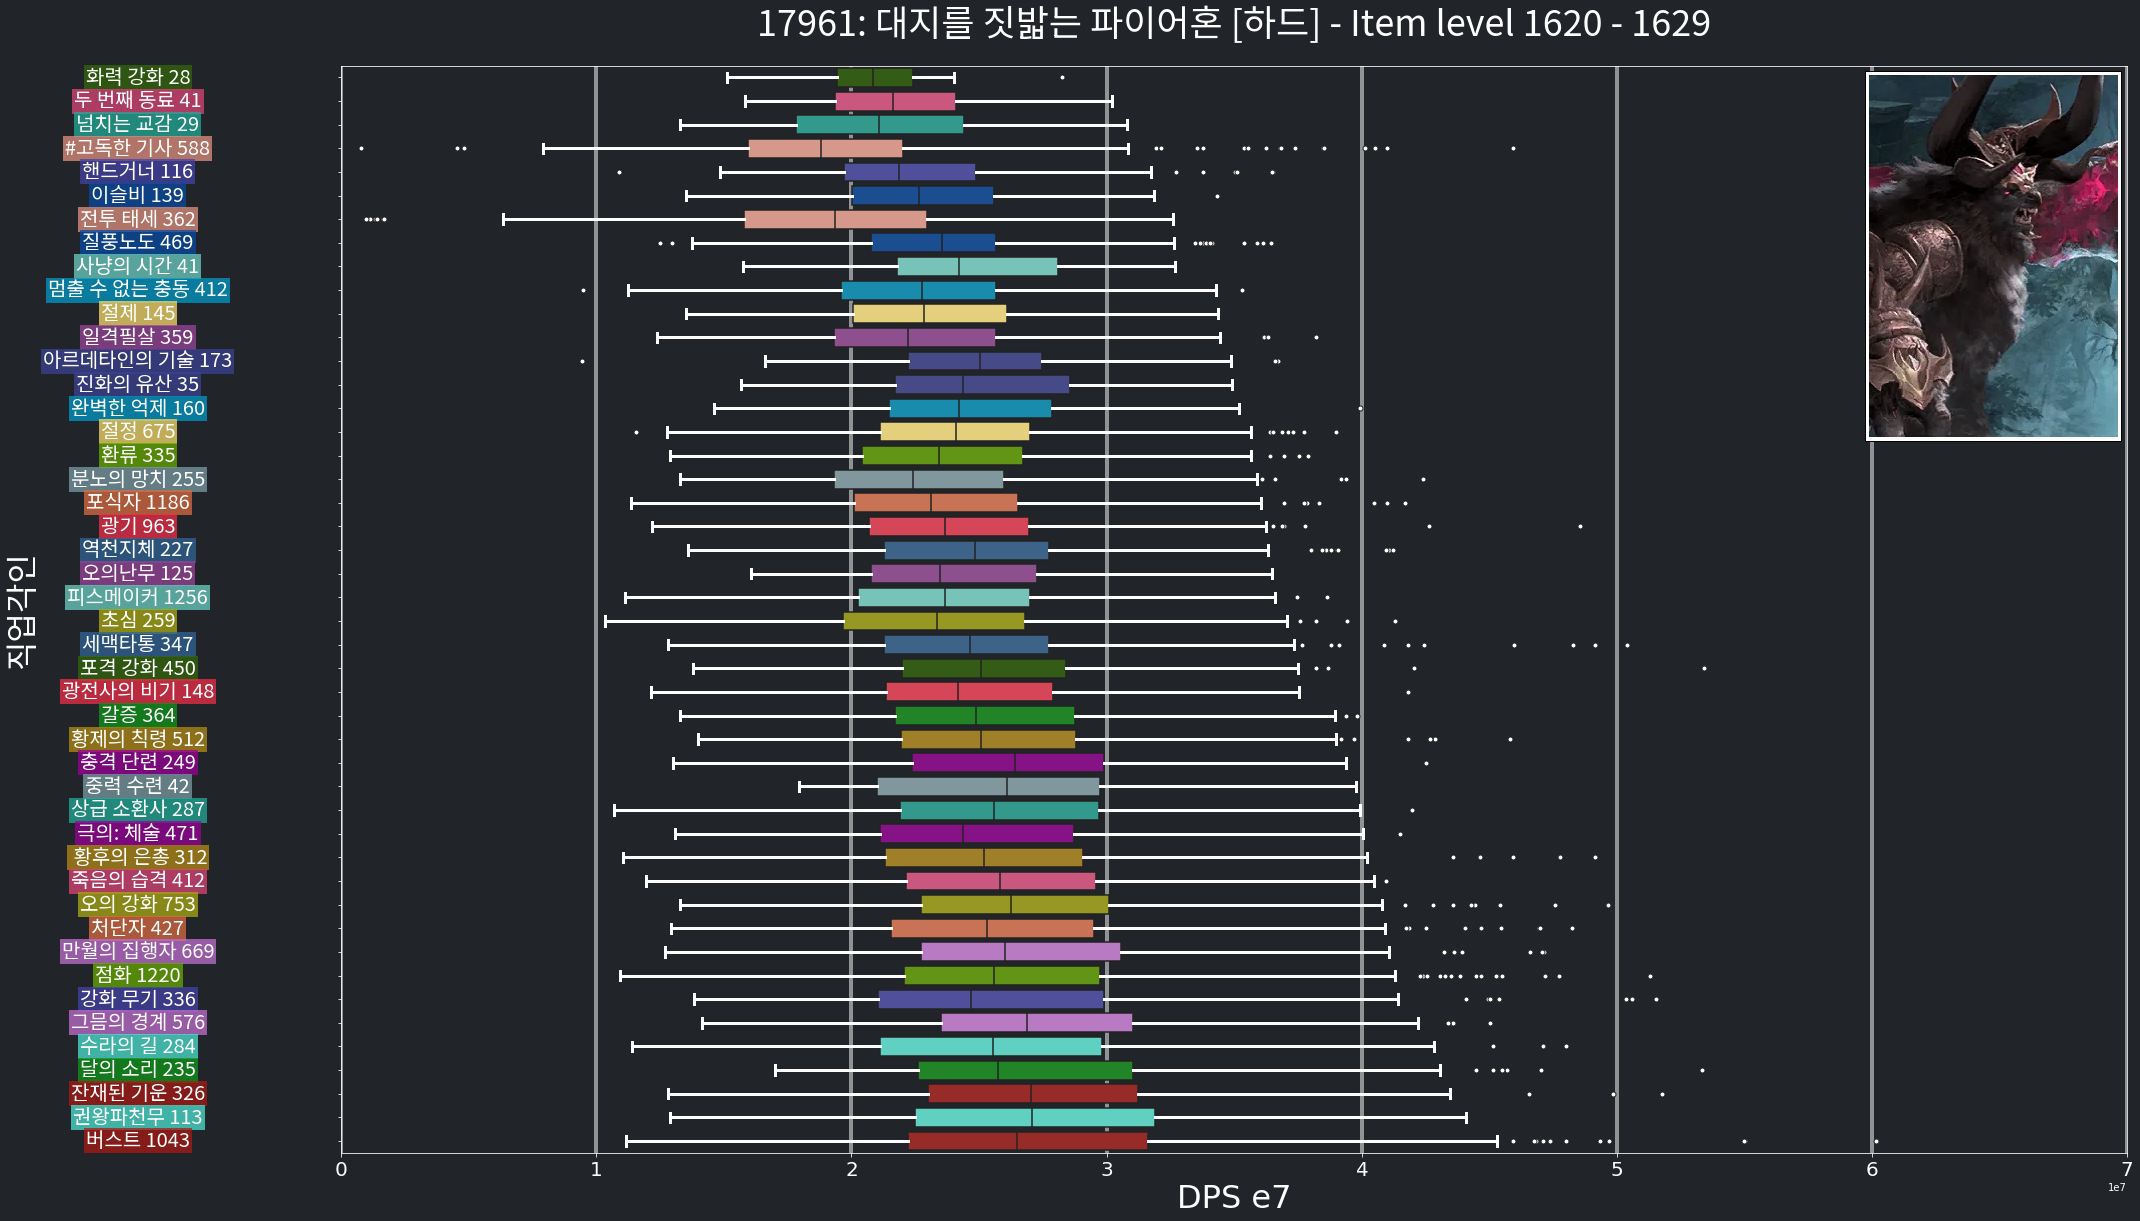 17961: 대지를 짓밟는 파이어혼 [하드] - Item level 1620 - 1629
직업각인
화력 강화 28
두 번째 동료 41
넘치는 교감 29
#고독한 기사 588
핸드거너 116
이슬비 139
전투 태세 362
질풍노도 469
사냥의 시간 41
멈출 수 없는 충동 412
절제 145
일격필살 359
아르데타인의 기술 173
진화의 유산 35
완벽한 억제 160
절정 675
환류 335
분노의 망치 255
포식자 1186
광기 963
역천지체 227
오의난무 125
피스메이커 1256
초심 259
세맥타통 347
포격 강화 450
광전사의 비기 148
갈증 364
황제의 칙령 512
충격 단련 249
중력 수련 42
상급 소환사 287
극의: 체술 471
황후의 은총 312
죽음의 습격 412
오의 강화 753
처단자 427
만월의 집행자 669
점화 1220
강화 무기 336
그믐의 경계 576
수라의 길 284
달의 소리 235
잔재된 기운 326
권왕파천무 113
버스트 1043
0 1 2 3 4 5 6 7
DPS e7
1e7